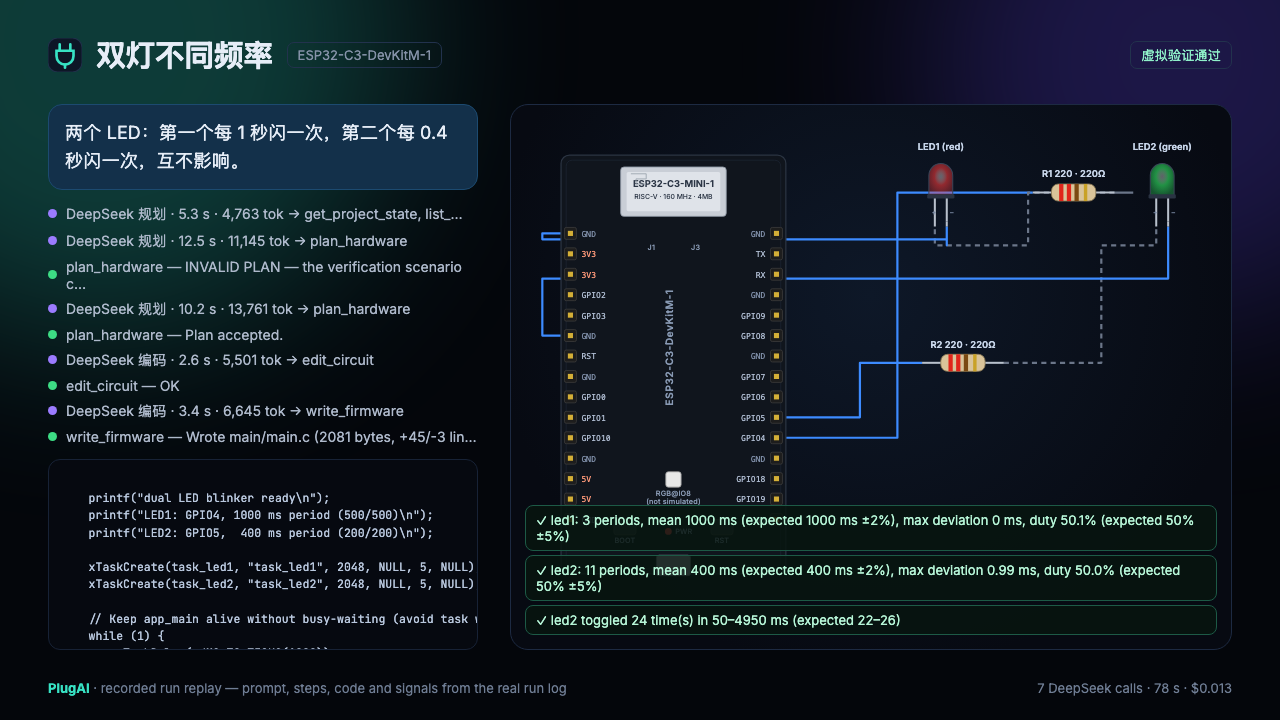 双灯不同频率
ESP32-C3-DevKitM-1
虚拟验证通过
两个 LED：第一个每 1 秒闪一次，第二个每 0.4
秒闪一次，互不影响。
DeepSeek 规划 · 5.3 s · 4,763 tok → get_project_state, list_...
DeepSeek 规划 · 12.5 s · 11,145 tok → plan_hardware
plan_hardware — INVALID PLAN — the verification scenario
c...
DeepSeek 规划 · 10.2 s · 13,761 tok → plan_hardware
plan_hardware — Plan accepted.
DeepSeek 编码 · 2.6 s · 5,501 tok → edit_circuit
edit_circuit — OK
DeepSeek 编码 · 3.4 s · 6,645 tok → write_firmware
write_firmware — Wrote main/main.c (2081 bytes, +45/-3 lin...
printf("dual LED blinker ready\n");
printf("LED1: GPIO4, 1000 ms period (500/500)\n");
printf("LED2: GPIO5,  400 ms period (200/200)\n");
xTaskCreate(task_led1, "task_led1", 2048, NULL, 5, NULL)
xTaskCreate(task_led2, "task_led2", 2048, NULL, 5, NULL)
// Keep app_main alive without busy-waiting (avoid task
while (1) {
LED1 (red)
LED2 (green)
R1 220 · 220Ω
R2 220 · 220Ω
ESP32-C3-MINI-1
RISC-V · 160 MHz · 4MB
J1
J3
GND
3V3
3V3
GPIO2
GPIO3
GND
RST
GND
GPIO0
GPIO1
GPIO10
GND
5V
5V
ESP32-C3-DevKitM-1
GND
TX
RX
GND
GPIO9
GPIO8
GND
GPIO7
GPIO6
GPIO5
GPIO4
GND
GPIO18
GPIO19
RGB@IO8
(not simulated)
BOOT
PWR
RST
✓ led1: 3 periods, mean 1000 ms (expected 1000 ms ±2%), max deviation 0 ms, duty 50.1% (expected 50%
±5%)
✓ led2: 11 periods, mean 400 ms (expected 400 ms ±2%), max deviation 0.99 ms, duty 50.0% (expected
50% ±5%)
✓ led2 toggled 24 time(s) in 50–4950 ms (expected 22–26)
PlugAI · recorded run replay — prompt, steps, code and signals from the real run log
7 DeepSeek calls · 78 s · $0.013